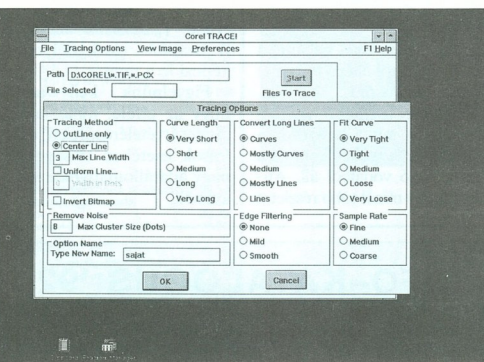 Corel TRACE!
File Tracing Options View Image Preferences F1 Help
Path D:\COREL\*.TIF,*.PCX
Start
File Selected
Files To Trace
Tracing Options
Tracing Method
OutLine only
Center Line
3 Max Line Width
Uniform Line...
Width in Dots
Invert Bitmap
Remove Noise
8 Max Cluster Size (Dots)
Option Name
Type New Name: sajat
Curve Length
Very Short
Short
Medium
Long
Very Long
Convert Long Lines
Curves
Mostly Curves
Medium
Mostly Lines
Lines
Fit Curve
Very Tight
Tight
Medium
Loose
Very Loose
Edge Filtering
None
Mild
Smooth
Sample Rate
Fine
Medium
Coarse
OK
Cancel